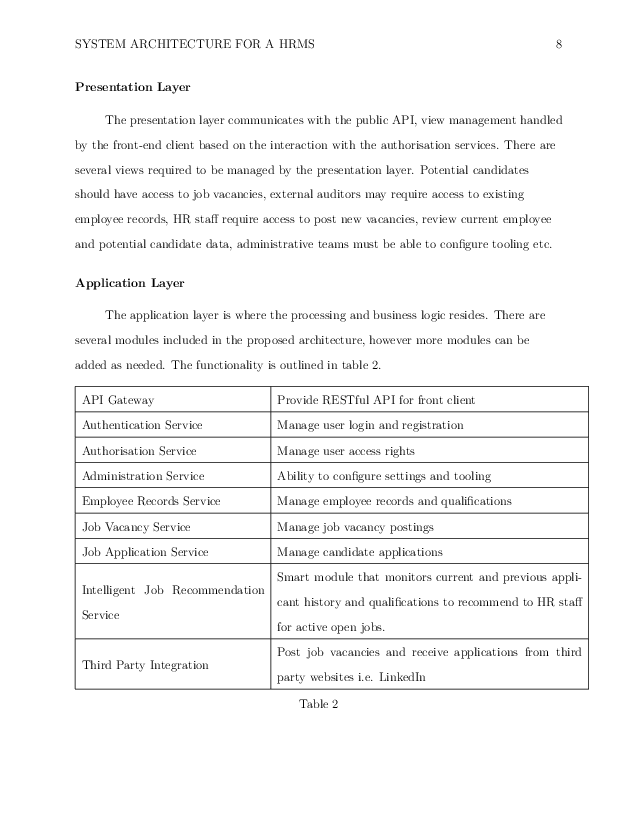 SYSTEM ARCHITECTURE FOR A HRMS 8
Presentation Layer
The presentation layer communicates with the public API, view management handled
by the front-end client based on the interaction with the authorisation services. There are
several views required to be managed by the presentation layer. Potential candidates
should have access to job vacancies, external auditors may require access to existing
employee records, HR staff require access to post new vacancies, review current employee
and potential candidate data, administrative teams must be able to configure tooling etc.
Application Layer
The application layer is where the processing and business logic resides. There are
several modules included in the proposed architecture, however more modules can be
added as needed. The functionality is outlined in table 2.
API Gateway Provide RESTful API for front client
Authentication Service Manage user login and registration
Authorisation Service Manage user access rights
Administration Service Ability to configure settings and tooling
Employee Records Service Manage employee records and qualifications
Job Vacancy Service Manage job vacancy postings
Job Application Service Manage candidate applications
Intelligent Job Recommendation
Service
Smart module that monitors current and previous appli-
cant history and qualifications to recommend to HR staff
for active open jobs.
Third Party Integration
Post job vacancies and receive applications from third
party websites i.e. LinkedIn
Table 2